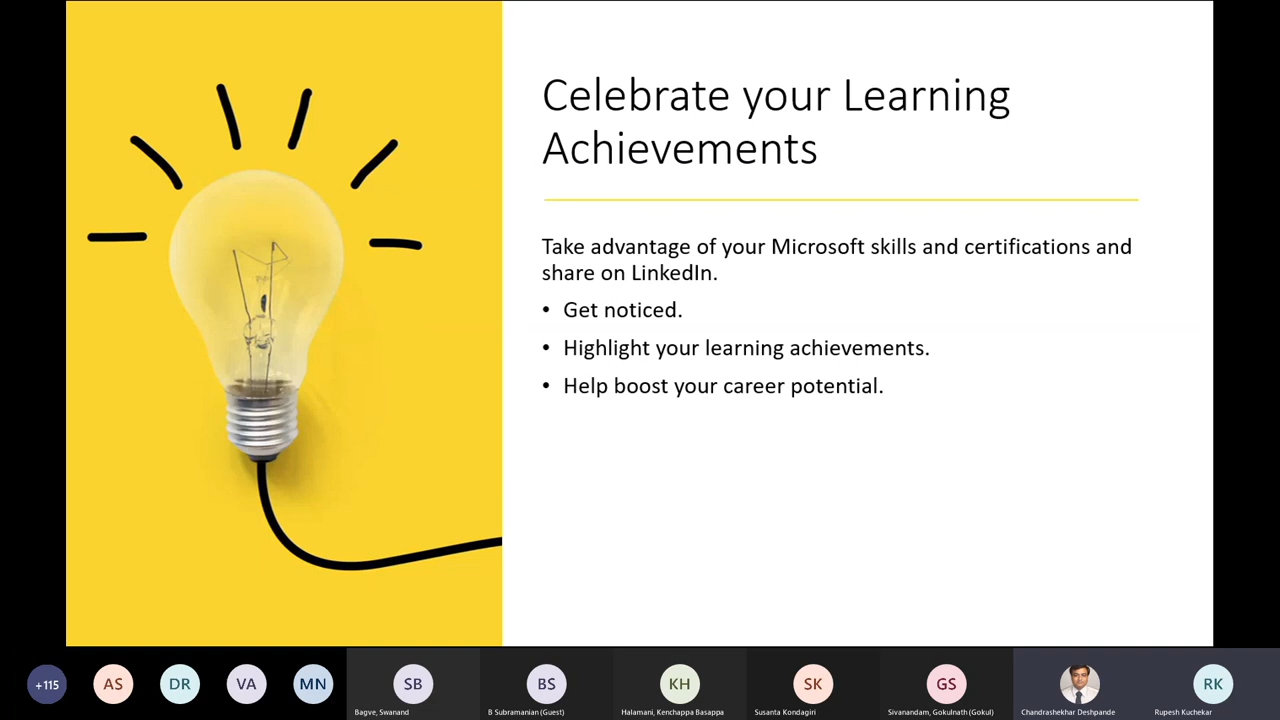 Celebrate your Learning
Achievements
Take advantage of your Microsoft skills and certifications and
share on LinkedIn.
• Get noticed.
• Highlight your learning achievements.
• Help boost your career potential.
+115
AS
DR
VA
MN
SB
BS
KH
SK
GS
RK
Bagve, Swanand
B Subramanian (Guest)
Halamani, Kenchappa Basappa
Susanta Kondagiri
Sivanandam, Gokulnath (Gokul)
Chandrashekhar Deshpande
Rupesh Kuchekar